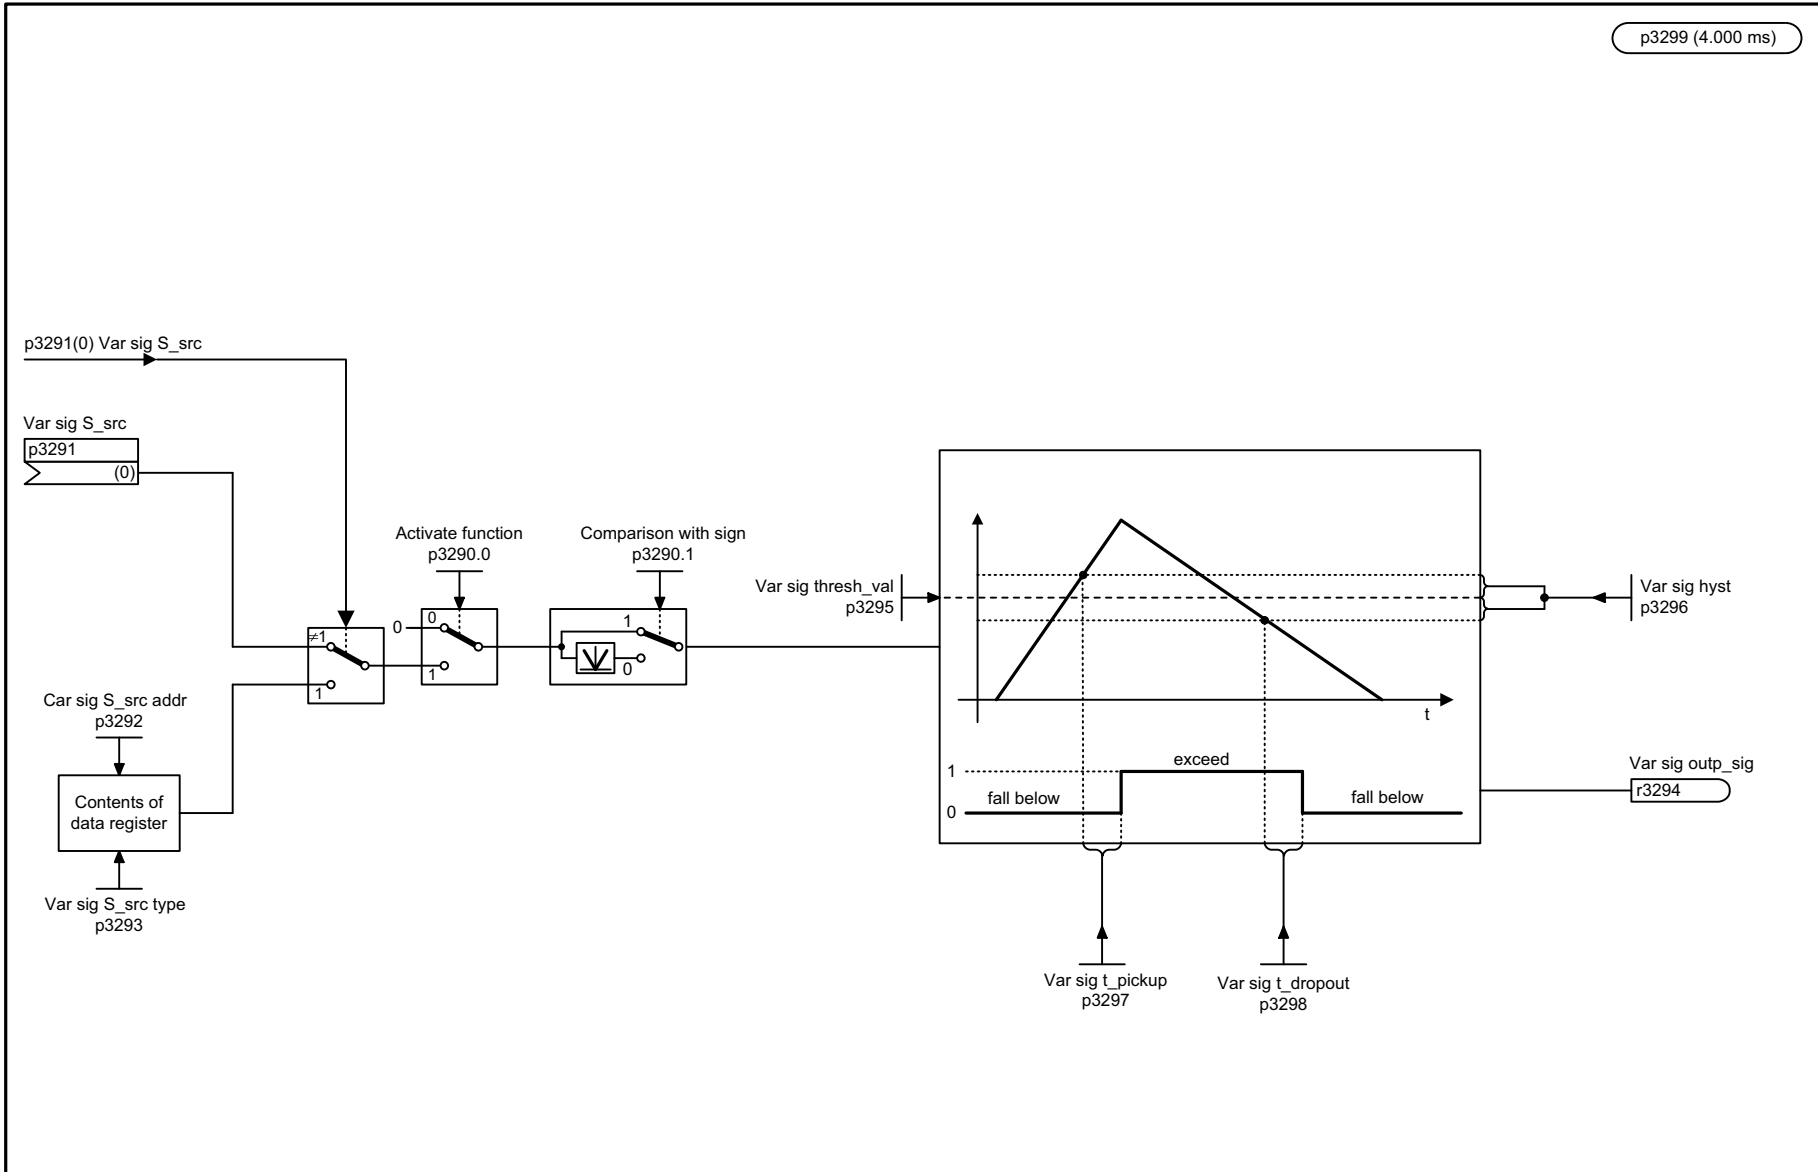 p3299 (4.000 ms)
p3291(0) Var sig S_src
Var sig S_src
p3291
(0)
Activate function
p3290.0
Comparison with sign
p3290.1
Var sig thresh_val
p3295
Var sig hyst
p3296
≠1
1
0
0
1
1
0
Car sig S_src addr
p3292
Contents of
data register
Var sig S_src type
p3293
t
1
exceed
fall below
fall below
0
Var sig outp_sig
r3294
Var sig t_pickup
p3297
Var sig t_dropout
p3298